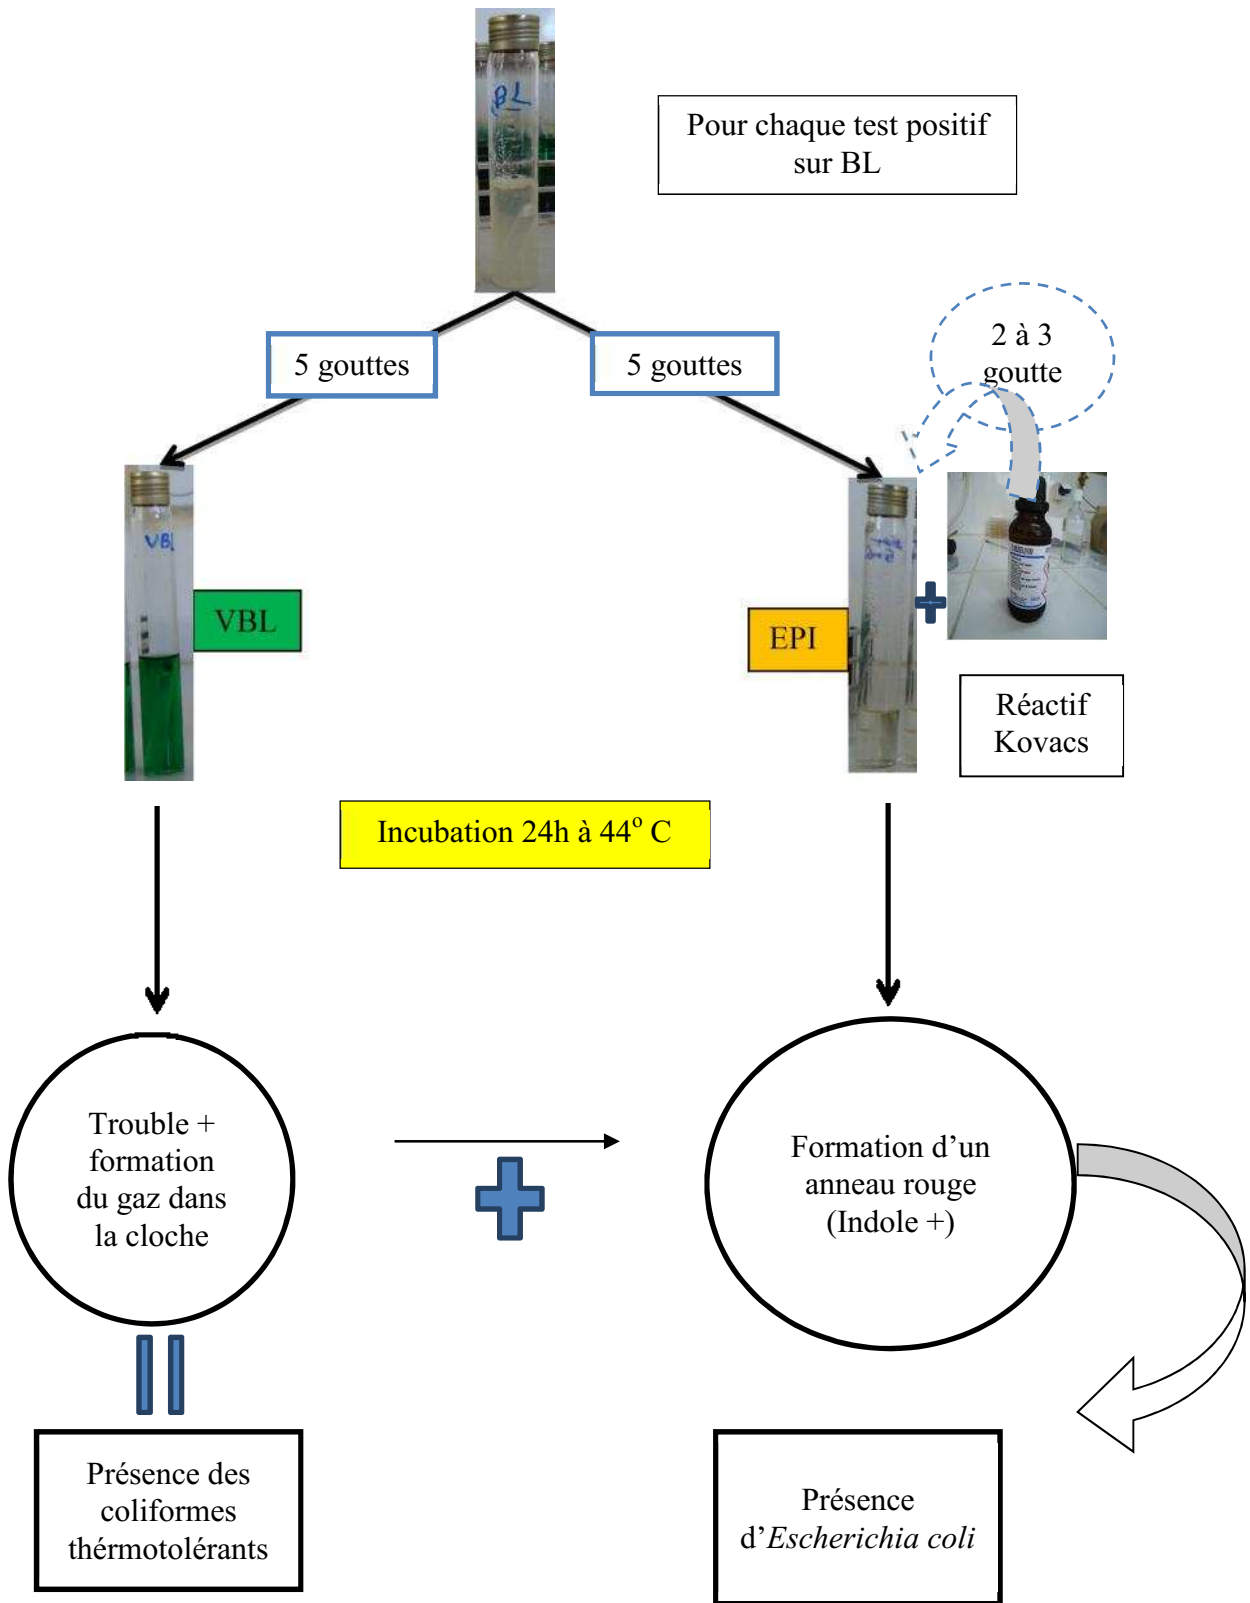 BL
Pour chaque test positif
sur BL
5 gouttes
5 gouttes
2 à 3
goutte
VBL
VBL
EPI
Réactif
Kovacs
Incubation 24h à 44° C
Trouble +
formation
du gaz dans
la cloche
Formation d’un
anneau rouge
(Indole +)
Présence des
coliformes
thérmotolérants
Présence
d’Escherichia coli